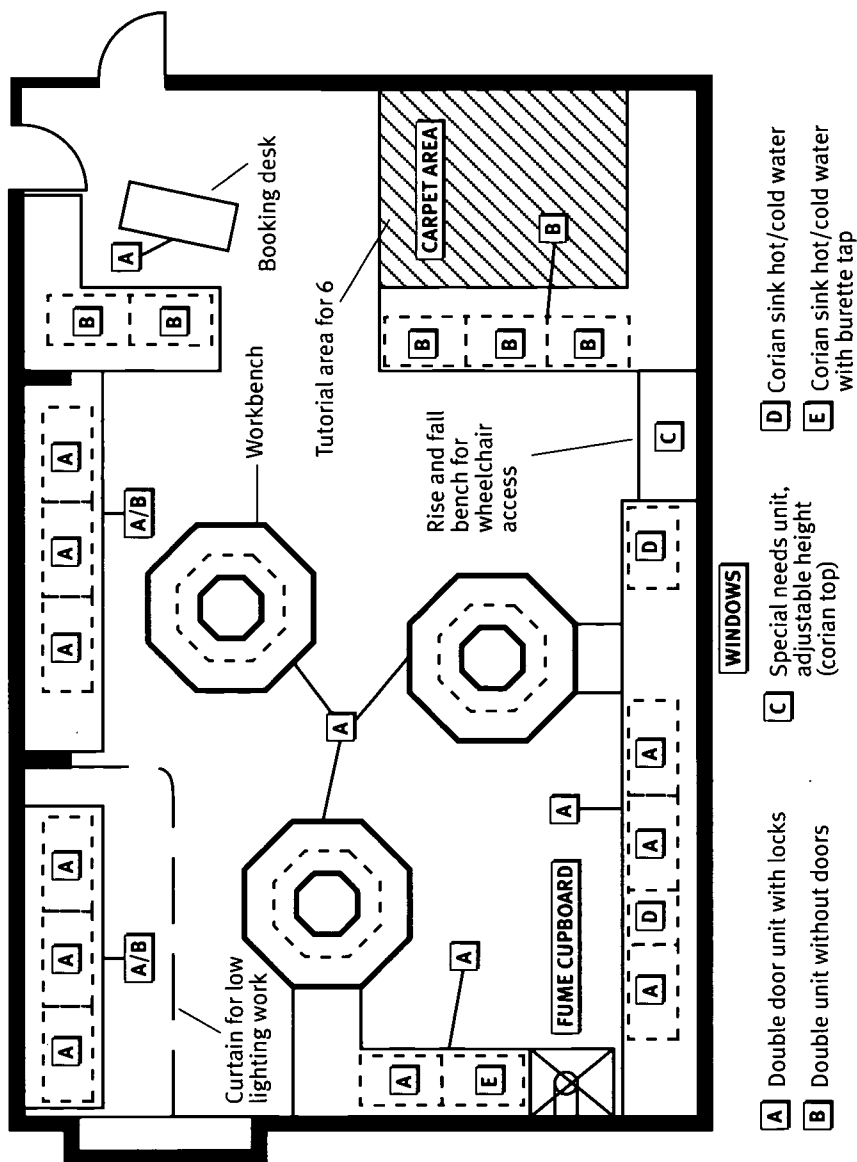 A A A A A A
B
B
A
A/B
A/B
Curtain for low
lighting work
Workbench
Booking desk
Tutorial area for 6
A
A
E
A
B
B
B
CARPET AREA
B
Rise and fall
bench for
wheelchair
access
FUME CUPBOARD
A
A D A A D
C
WINDOWS
A Double door unit with locks
B Double unit without doors
C Special needs unit,
adjustable height
(corian top)
D Corian sink hot/cold water
E Corian sink hot/cold water
with burette tap